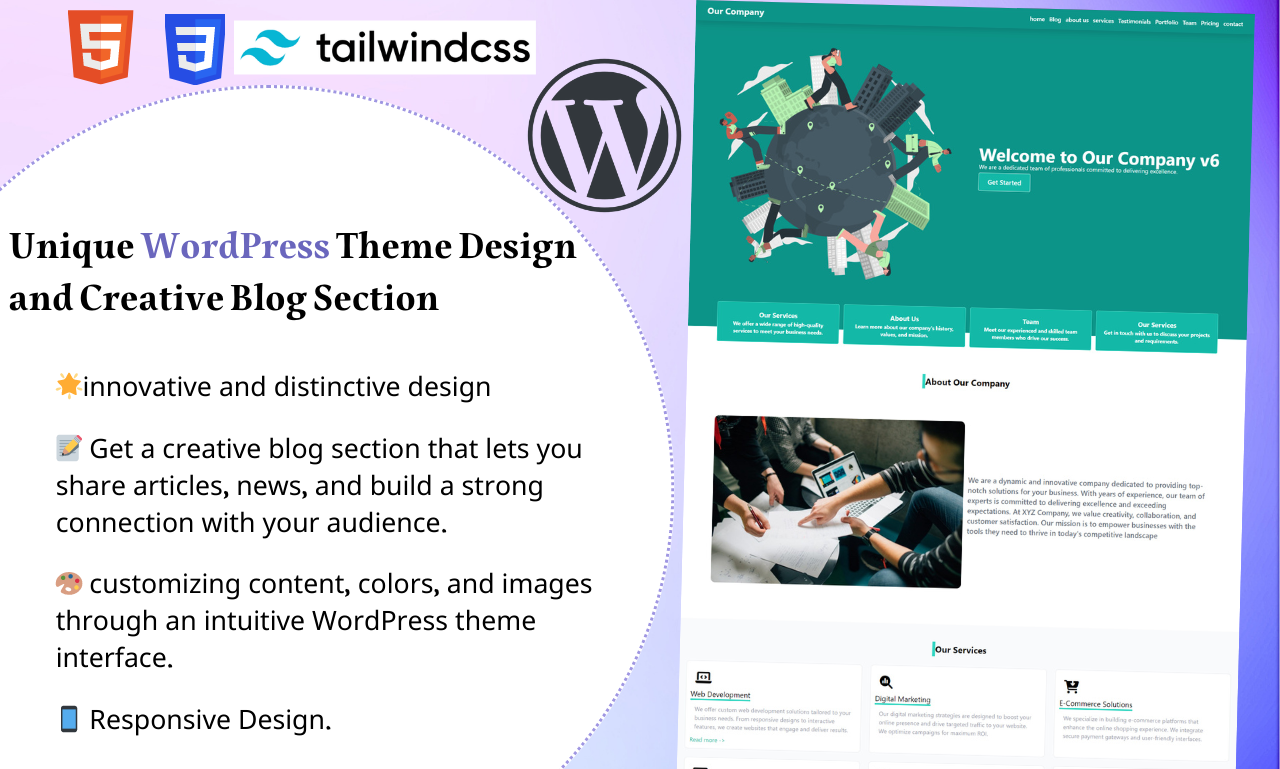 5
3
tailwindcss
W
Unique WordPress Theme Design
and Creative Blog Section
🌟innovative and distinctive design
📝 Get a creative blog section that lets you
share articles, news, and build a strong
connection with your audience.
🎨 customizing content, colors, and images
through an intuitive WordPress theme
interface.
📱 Responsive Design.
Our Company
home Blog about us services Testimonials Portfolio Team Pricing contact
Welcome to Our Company v6
We are a dedicated team of professionals committed to delivering excellence.
Get Started
Our Services
We offer a wide range of high-quality
services to meet your business needs.
About Us
Learn more about our company's history,
values, and mission.
Team
Meet our experienced and skilled team
members who drive our success.
Our Services
Get in touch with us to discuss your projects
and requirements.
About Our Company
We are a dynamic and innovative company dedicated to providing top-
notch solutions for your business. With years of experience, our team of
experts is committed to delivering excellence and exceeding
expectations. At XYZ Company, we value creativity, collaboration, and
customer satisfaction. Our mission is to empower businesses with the
tools they need to thrive in today's competitive landscape
Our Services
Web Development
We offer custom web development solutions tailored to your
business needs. From responsive designs to interactive
features, we create websites that engage and deliver results.
Read more ->
Digital Marketing
Our digital marketing strategies are designed to boost your
online presence and drive targeted traffic to your website.
We optimize campaigns for maximum ROI.
E-Commerce Solutions
We specialize in building e-commerce platforms that
enhance the online shopping experience. We integrate
secure payment gateways and user-friendly interfaces.